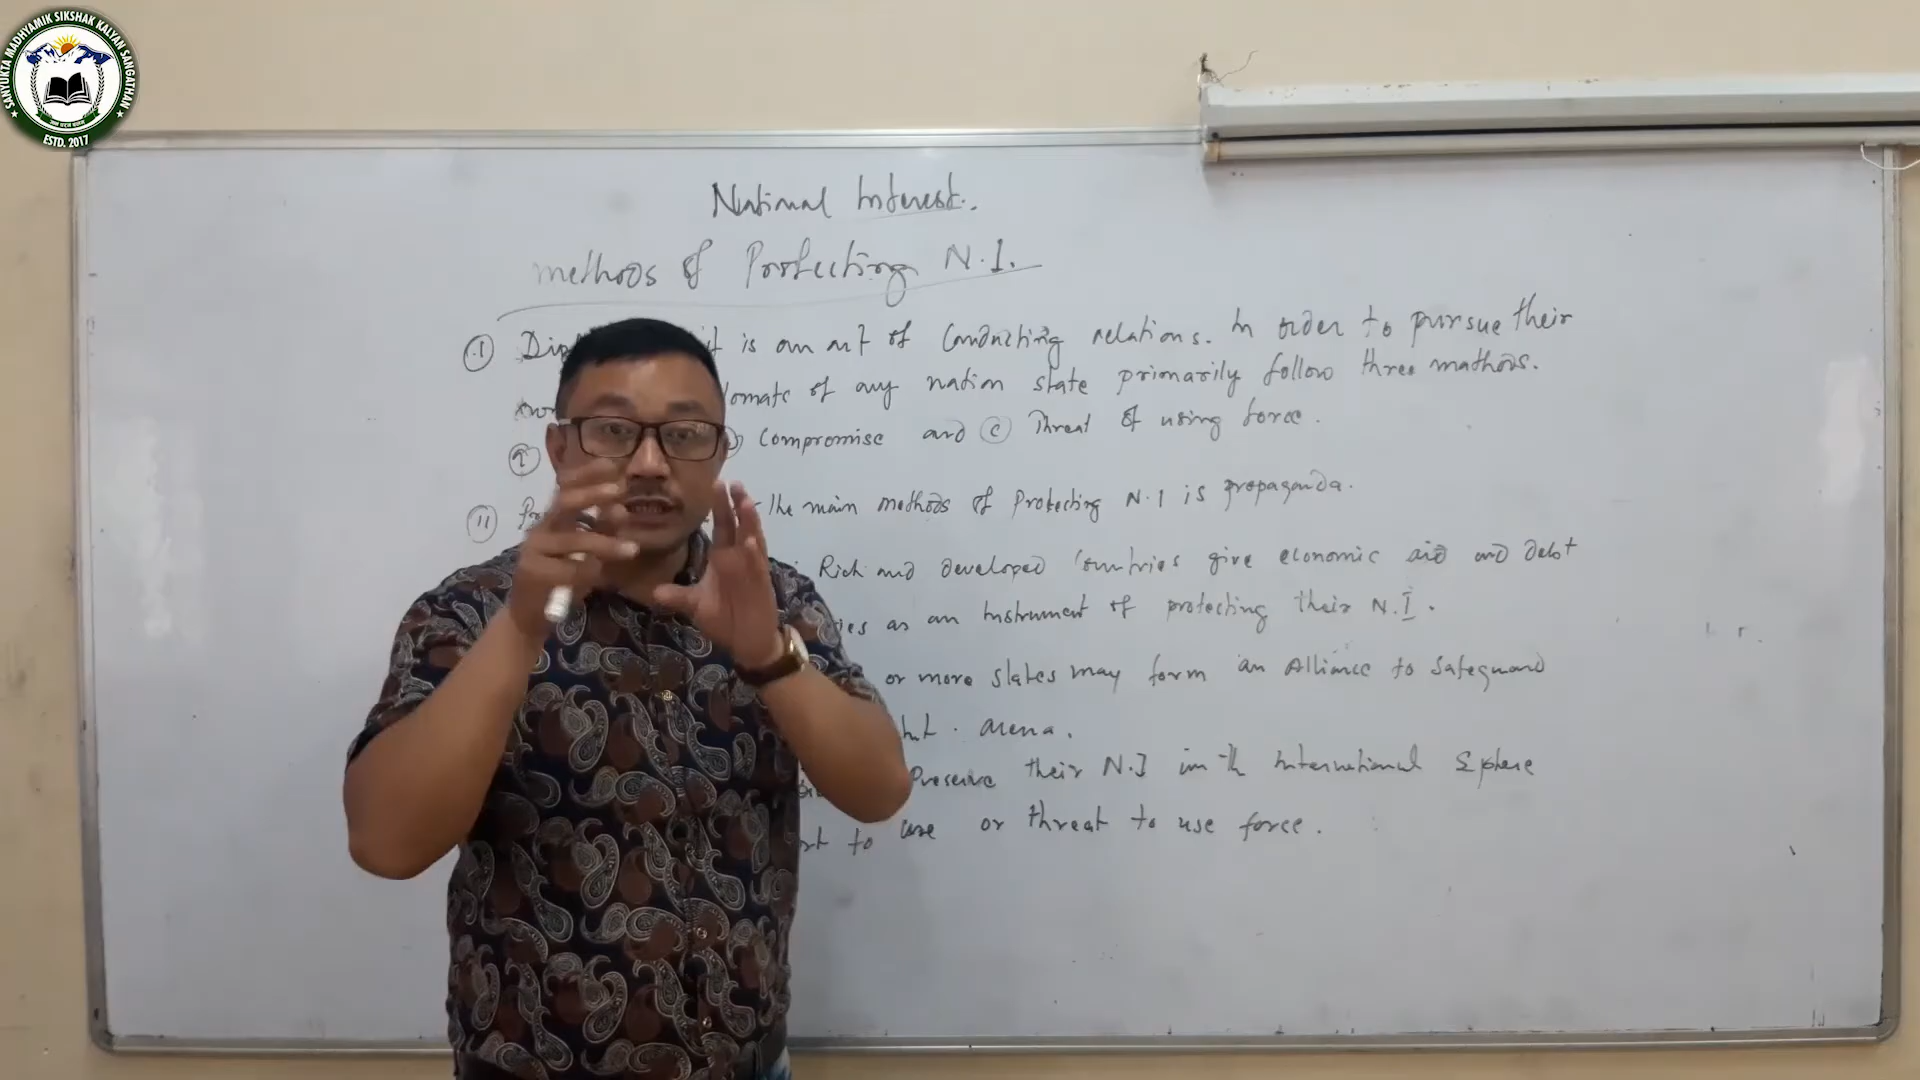 SANYUKTA MADHYAMIK SIKSHAK KALYAN SANGATHAN
ESTD. 2017
National Interest.
methods of Protecting N.I.
(1) it is an art of Conducting relations. In order to pursue their
of any nation state primarily follow three mathods.
Compromise and (c) Threat of using force.
(11) the main methods of Protecting N.I is propaganda.
Rich and developed Countries give economic aid and debt
as an Instrument of protecting their N.I.
or more states may form an Alliance to Safeguard
arena.
Preserve their N.I in the International Sphere
to use or threat to use force.